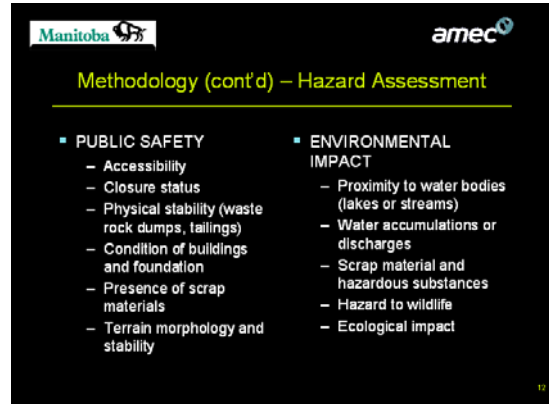 Manitoba
amec
Methodology (cont'd) – Hazard Assessment
▪ PUBLIC SAFETY
– Accessibility
– Closure status
– Physical stability (waste
rock dumps, tailings)
– Condition of buildings
and foundation
– Presence of scrap
materials
– Terrain morphology and
stability
▪ ENVIRONMENTAL
IMPACT
– Proximity to water bodies
(lakes or streams)
– Water accumulations or
discharges
– Scrap material and
hazardous substances
– Hazard to wildlife
– Ecological impact
12